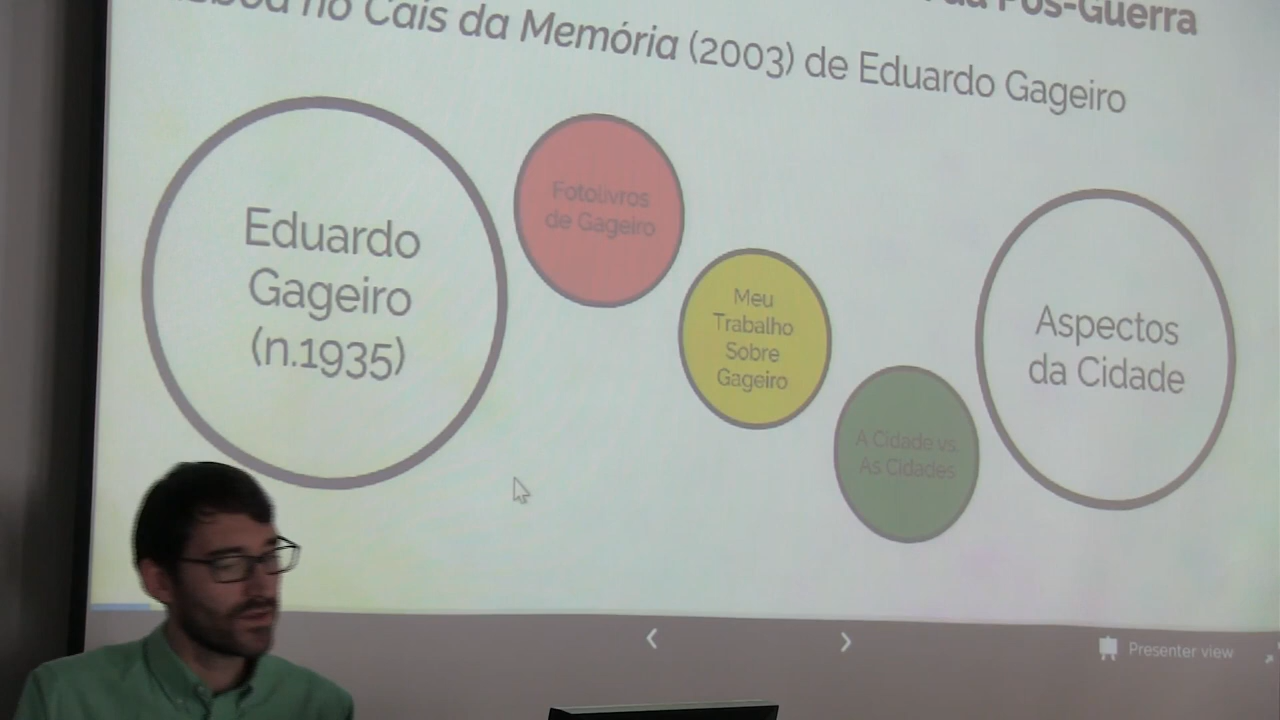 Pós-Guerra
no Cais da Memória (2003) de Eduardo Gageiro
Eduardo
Gageiro
(n.1935)
Fotolivros
de Gageiro
Meu
Trabalho
Sobre
Gageiro
A Cidade vs.
As Cidades
Aspectos
da Cidade
Presenter view